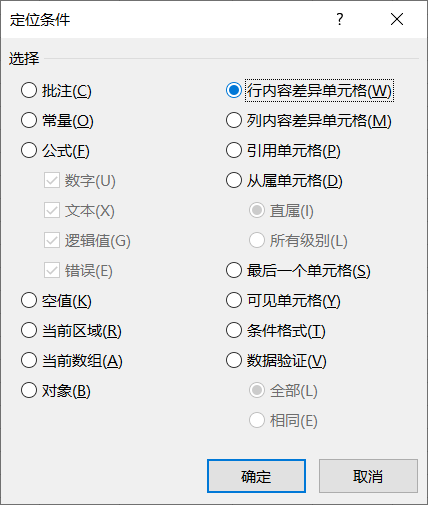 定位条件
选择
批注(C)
常量(O)
公式(F)
数字(U)
文本(X)
逻辑值(G)
错误(E)
空值(K)
当前区域(R)
当前数组(A)
对象(B)
行内容差异单元格(W)
列内容差异单元格(M)
引用单元格(P)
从属单元格(D)
直属(I)
所有级别(L)
最后一个单元格(S)
可见单元格(Y)
条件格式(T)
数据验证(V)
全部(L)
相同(E)
确定
取消